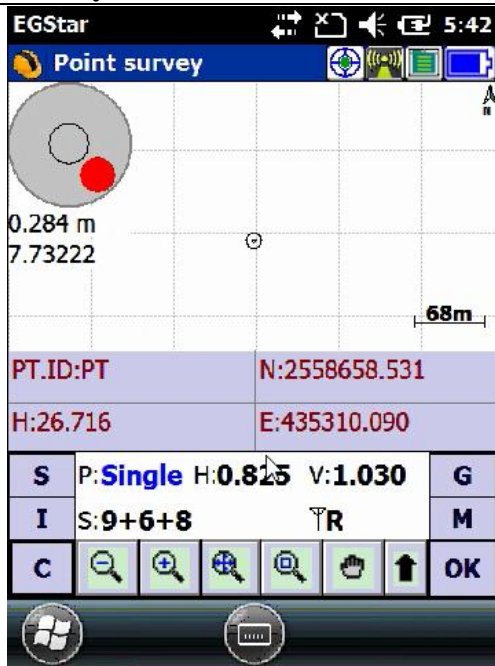 EGStar 5:42
Point survey
N
0.284 m
7.73222
68m
PT.ID:PT N:2558658.531
H:26.716 E:435310.090
S P:Single H:0.825 V:1.030 G
I S:9+6+8 R M
C OK